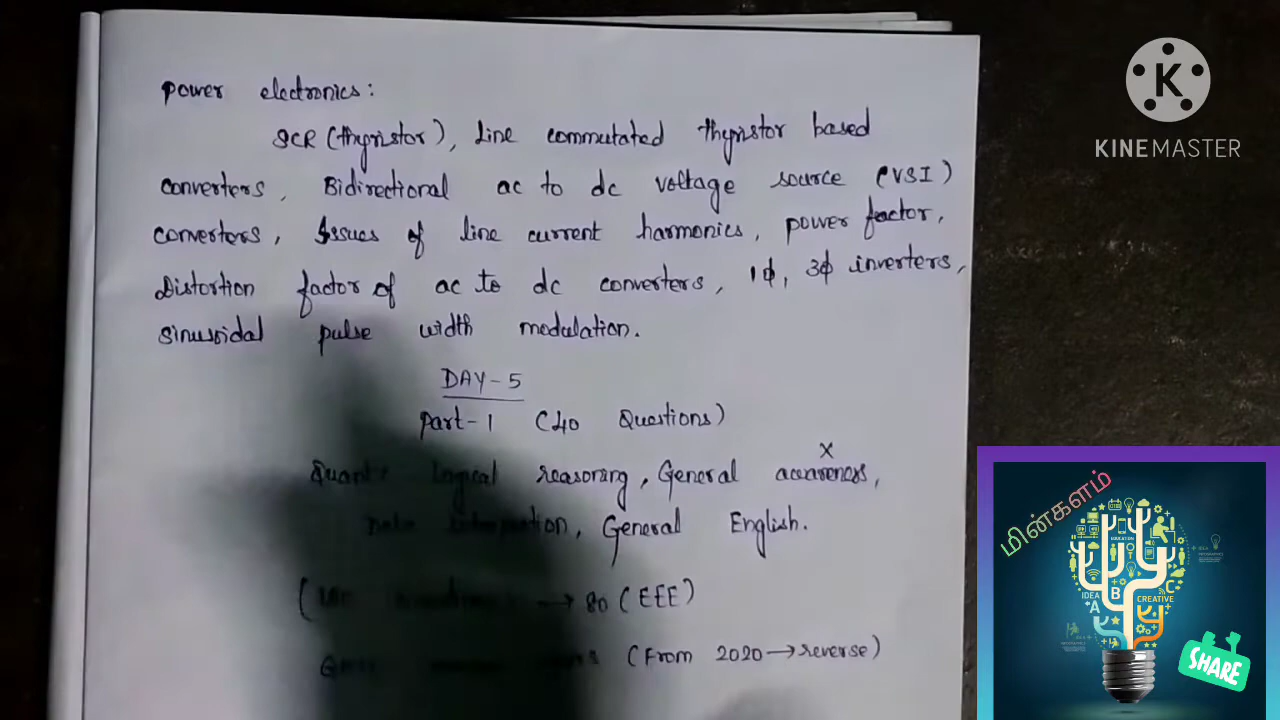 Power electronics:
SCR (thyristor), Line commutated thyristor based
converters, Bidirectional ac to dc voltage source (VSI)
converters, Issues of line current harmonics, power factor,
Distortion factor of ac to dc converters, 1ϕ, 3ϕ inverters,
sinusoidal pulse width modulation.
DAY-5
Part-1 (40 Questions)
x
Quant: Logical reasoning, General awareness,
Data, General English.
→ 80 (EEE)
(From 2020 → reverse)
K
KINEMASTER
மின்களம்
IDEA
A
B
C
CREATIVE
SHARE